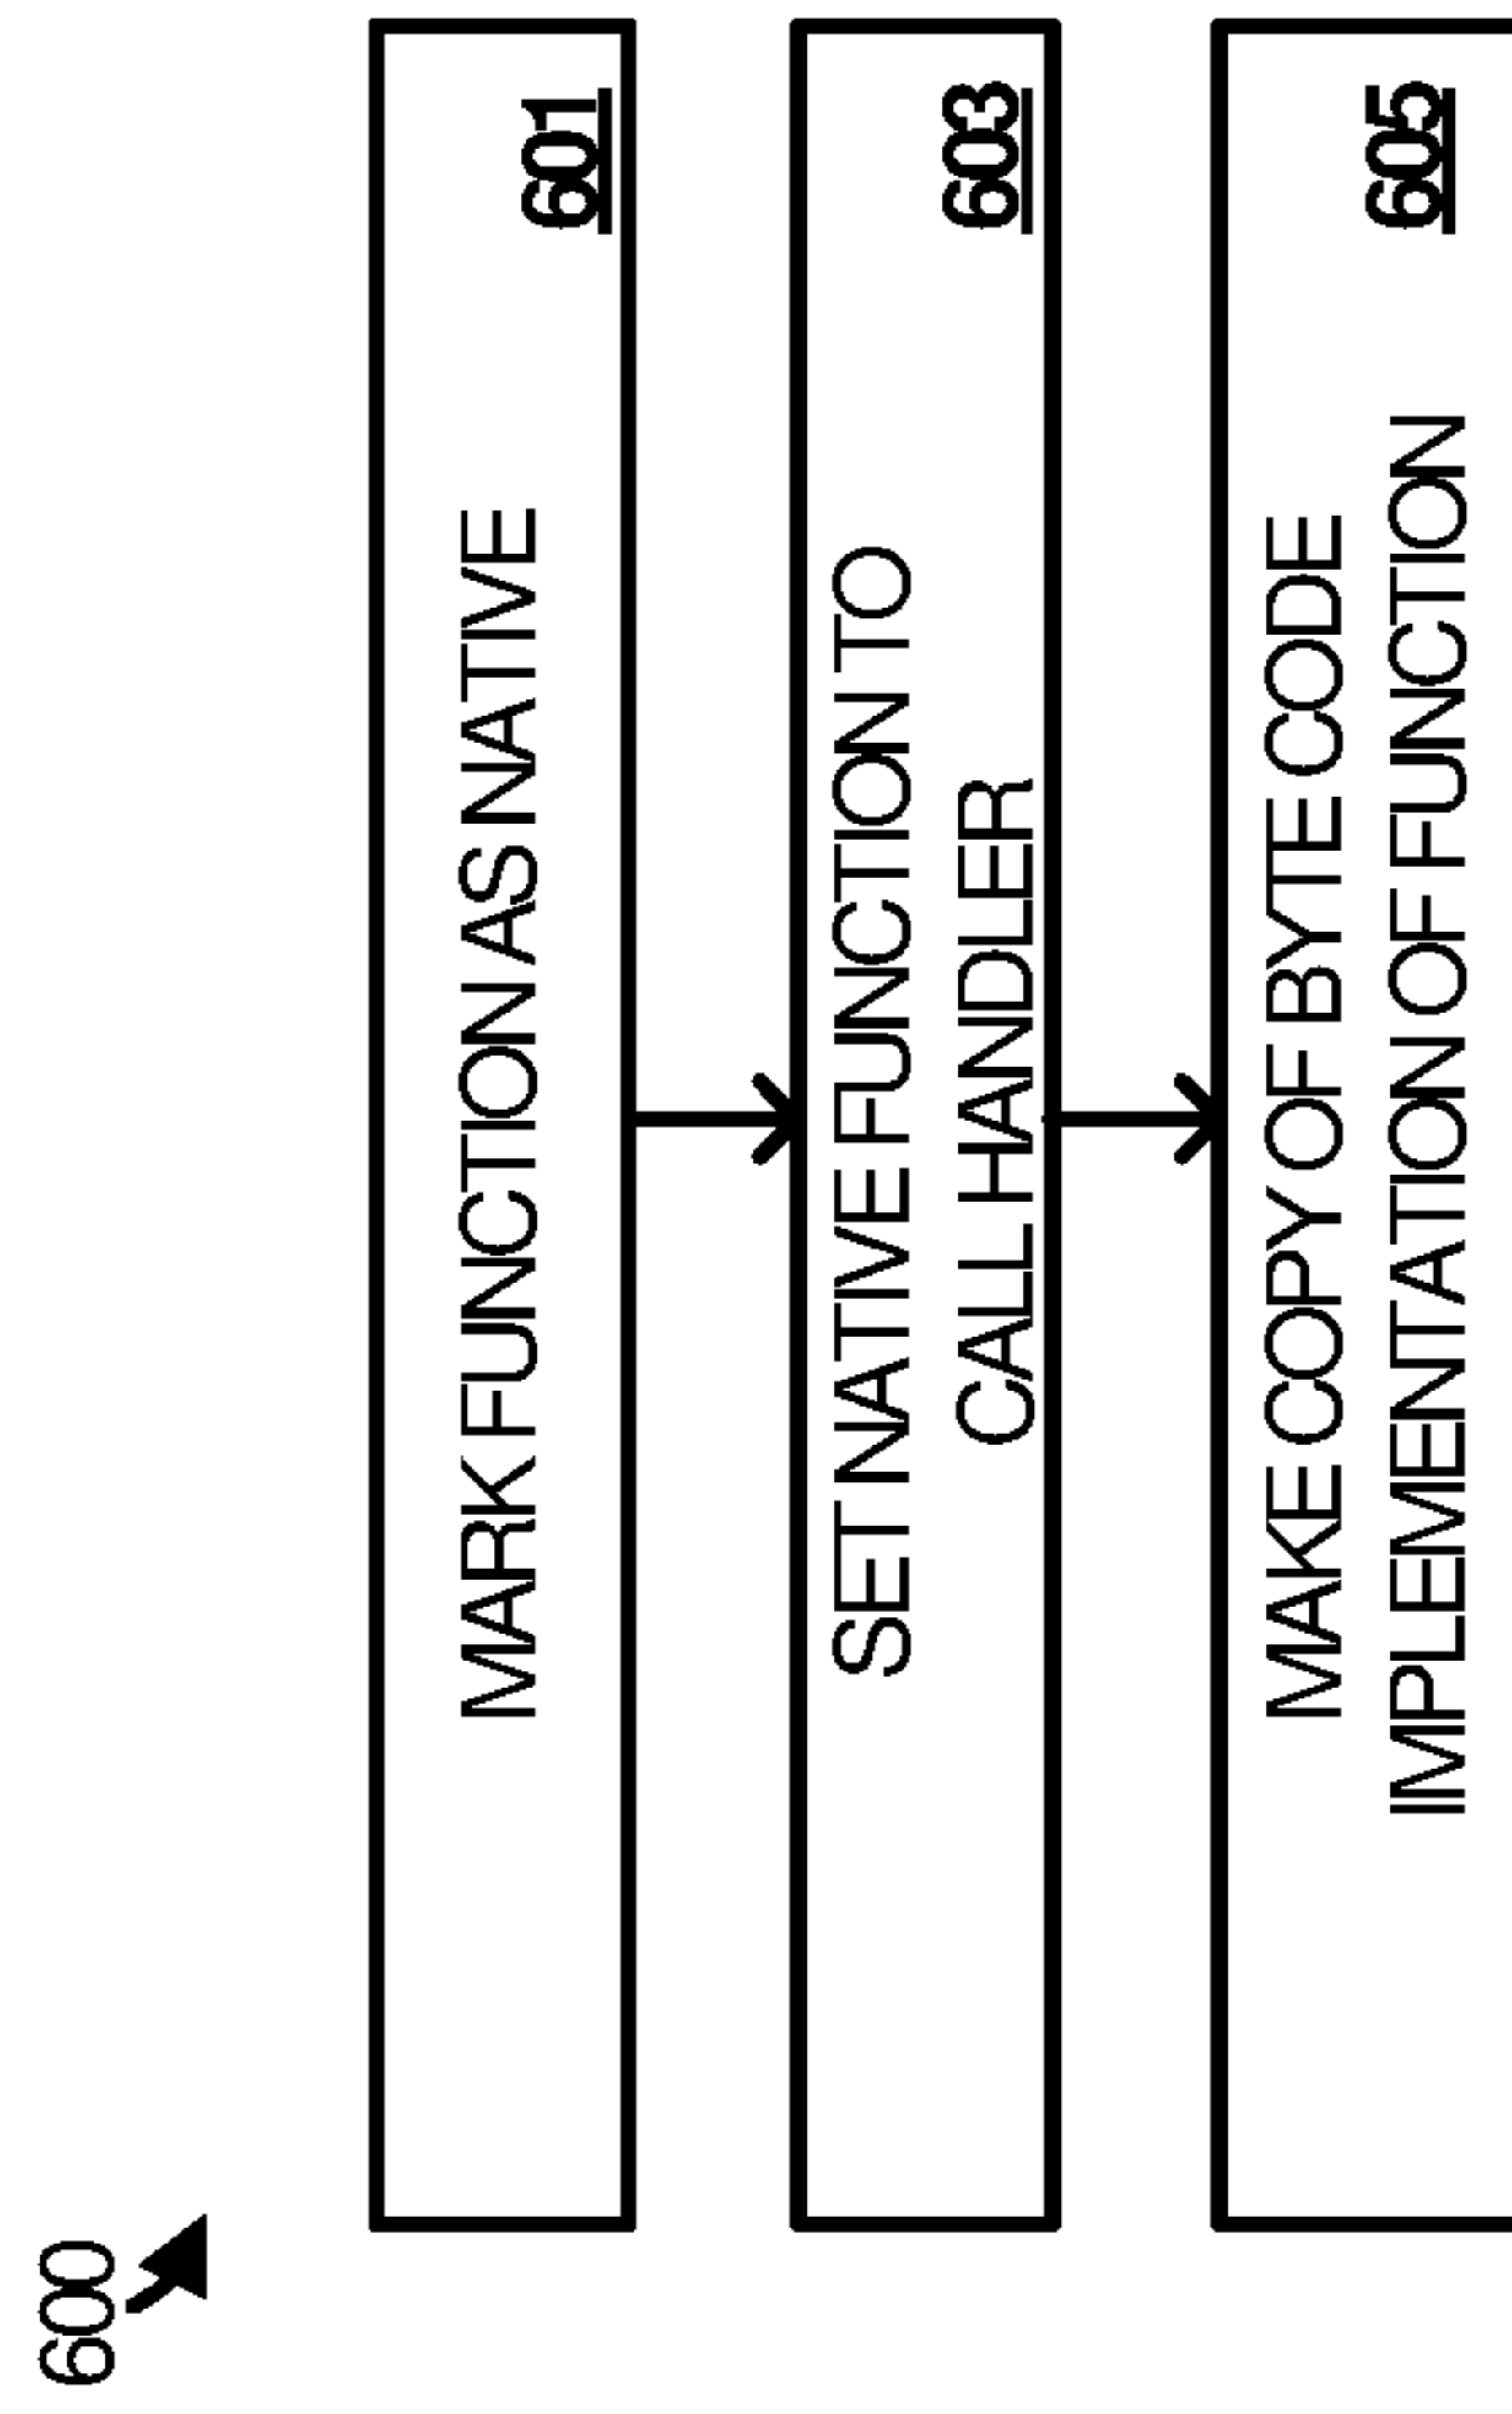 600
MARK FUNCTION AS NATIVE
601
SET NATIVE FUNCTION TO
CALL HANDLER
603
MAKE COPY OF BYTE CODE
IMPLEMENTATION OF FUNCTION
605